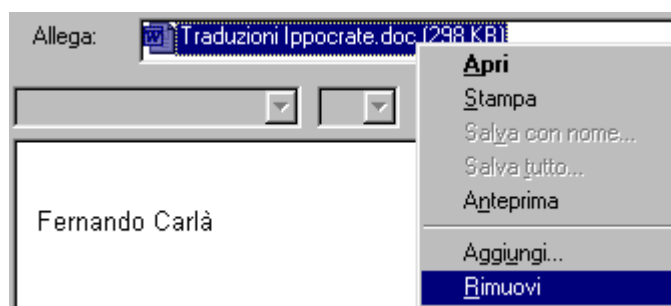 Allega: Traduzioni Ippocrate.doc (298 KB)
Apri
Stampa
Salva con nome...
Salva tutto...
Anteprima
Fernando Carlà
Aggiungi...
Rimuovi